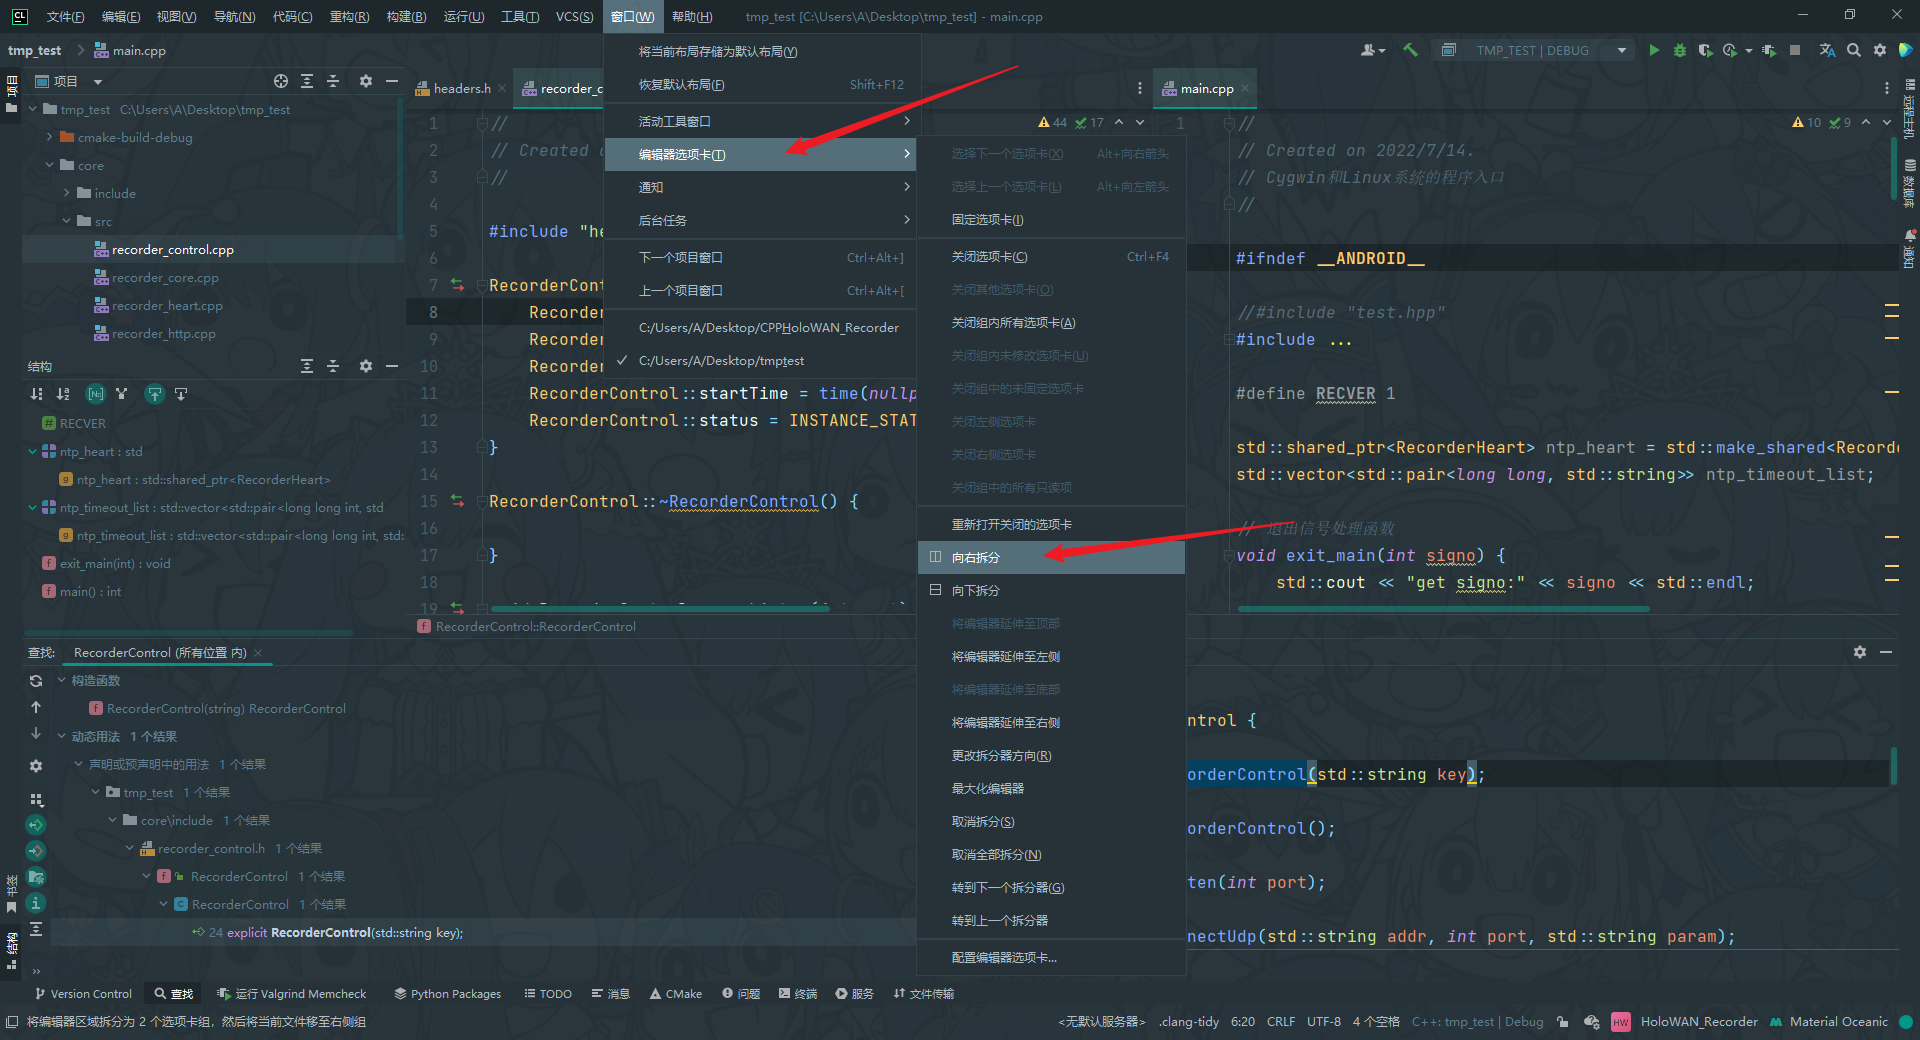 CL 文件(F) 编辑(E) 视图(V) 导航(N) 代码(C) 重构(R) 构建(B) 运行(U) 工具(T) VCS(S) 窗口(W) 帮助(H) tmp_test [C:\Users\A\Desktop\tmp_test] - main.cpp
tmp_test main.cpp TMP_TEST | DEBUG
项目
tmp_test C:\Users\A\Desktop\tmp_test
cmake-build-debug
core
include
src
recorder_control.cpp
recorder_core.cpp
recorder_heart.cpp
recorder_http.cpp
结构
RECVER
ntp_heart : std
ntp_heart : std::shared_ptr<RecorderHeart>
ntp_timeout_list : std::vector<std::pair<long long int, std
ntp_timeout_list : std::vector<std::pair<long long int, std:
exit_main(int) : void
main() : int
headers.h recorder_c
44 17
1 //
2 // Created
3 //
4
5 #include "he
6
7 RecorderCont
8 Recorder
9 Recorder
10 Recorder
11 RecorderControl::startTime = time(nullp
12 RecorderControl::status = INSTANCE_STAT
13 }
14
15 RecorderControl::~RecorderControl() {
16
17 }
18
19
RecorderControl::RecorderControl
将当前布局存储为默认布局(Y)
恢复默认布局(F) Shift+F12
活动工具窗口
编辑器选项卡(T)
通知
后台任务
下一个项目窗口 Ctrl+Alt+]
上一个项目窗口 Ctrl+Alt+[
C:/Users/A/Desktop/CPPHoloWAN_Recorder
C:/Users/A/Desktop/tmptest
选择下一个选项卡(X) Alt+向右箭头
选择上一个选项卡(L) Alt+向左箭头
固定选项卡(I)
关闭选项卡(C) Ctrl+F4
关闭其他选项卡(O)
关闭组内所有选项卡(A)
关闭组内未修改选项卡(U)
关闭组中的未固定选项卡
关闭左侧选项卡
关闭右侧选项卡
关闭组中的所有只读项
重新打开关闭的选项卡
向右拆分
向下拆分
将编辑器延伸至顶部
将编辑器延伸至左侧
将编辑器延伸至底部
将编辑器延伸至右侧
更改拆分器方向(R)
最大化编辑器
取消拆分(S)
取消全部拆分(N)
转到下一个拆分器(G)
转到上一个拆分器
配置编辑器选项卡...
main.cpp
10 9
1 //
// Created on 2022/7/14.
// Cygwin和Linux系统的程序入口
//
#ifndef __ANDROID__
//#include "test.hpp"
#include ...
#define RECVER 1
std::shared_ptr<RecorderHeart> ntp_heart = std::make_shared<Recorde
std::vector<std::pair<long long, std::string>> ntp_timeout_list;
// 退出信号处理函数
void exit_main(int signo) {
std::cout << "get signo:" << signo << std::endl;
远程主机
数据库
通知
项目
书签
结构
查找: RecorderControl (所有位置 内)
构造函数
RecorderControl(string) RecorderControl
动态用法 1 个结果
声明或预声明中的用法 1 个结果
tmp_test 1 个结果
core\include 1 个结果
recorder_control.h 1 个结果
RecorderControl 1 个结果
RecorderControl 1 个结果
24 explicit RecorderControl(std::string key);
ntrol {
orderControl(std::string key);
orderControl();
ten(int port);
nectUdp(std::string addr, int port, std::string param);
Version Control 查找 运行 Valgrind Memcheck Python Packages TODO 消息 CMake 问题 终端 服务 文件传输
将编辑器区域拆分为 2 个选项卡组，然后将当前文件移至右侧组 <无默认服务器> .clang-tidy 6:20 CRLF UTF-8 4 个空格 C++: tmp_test | Debug HW HoloWAN_Recorder Material Oceanic